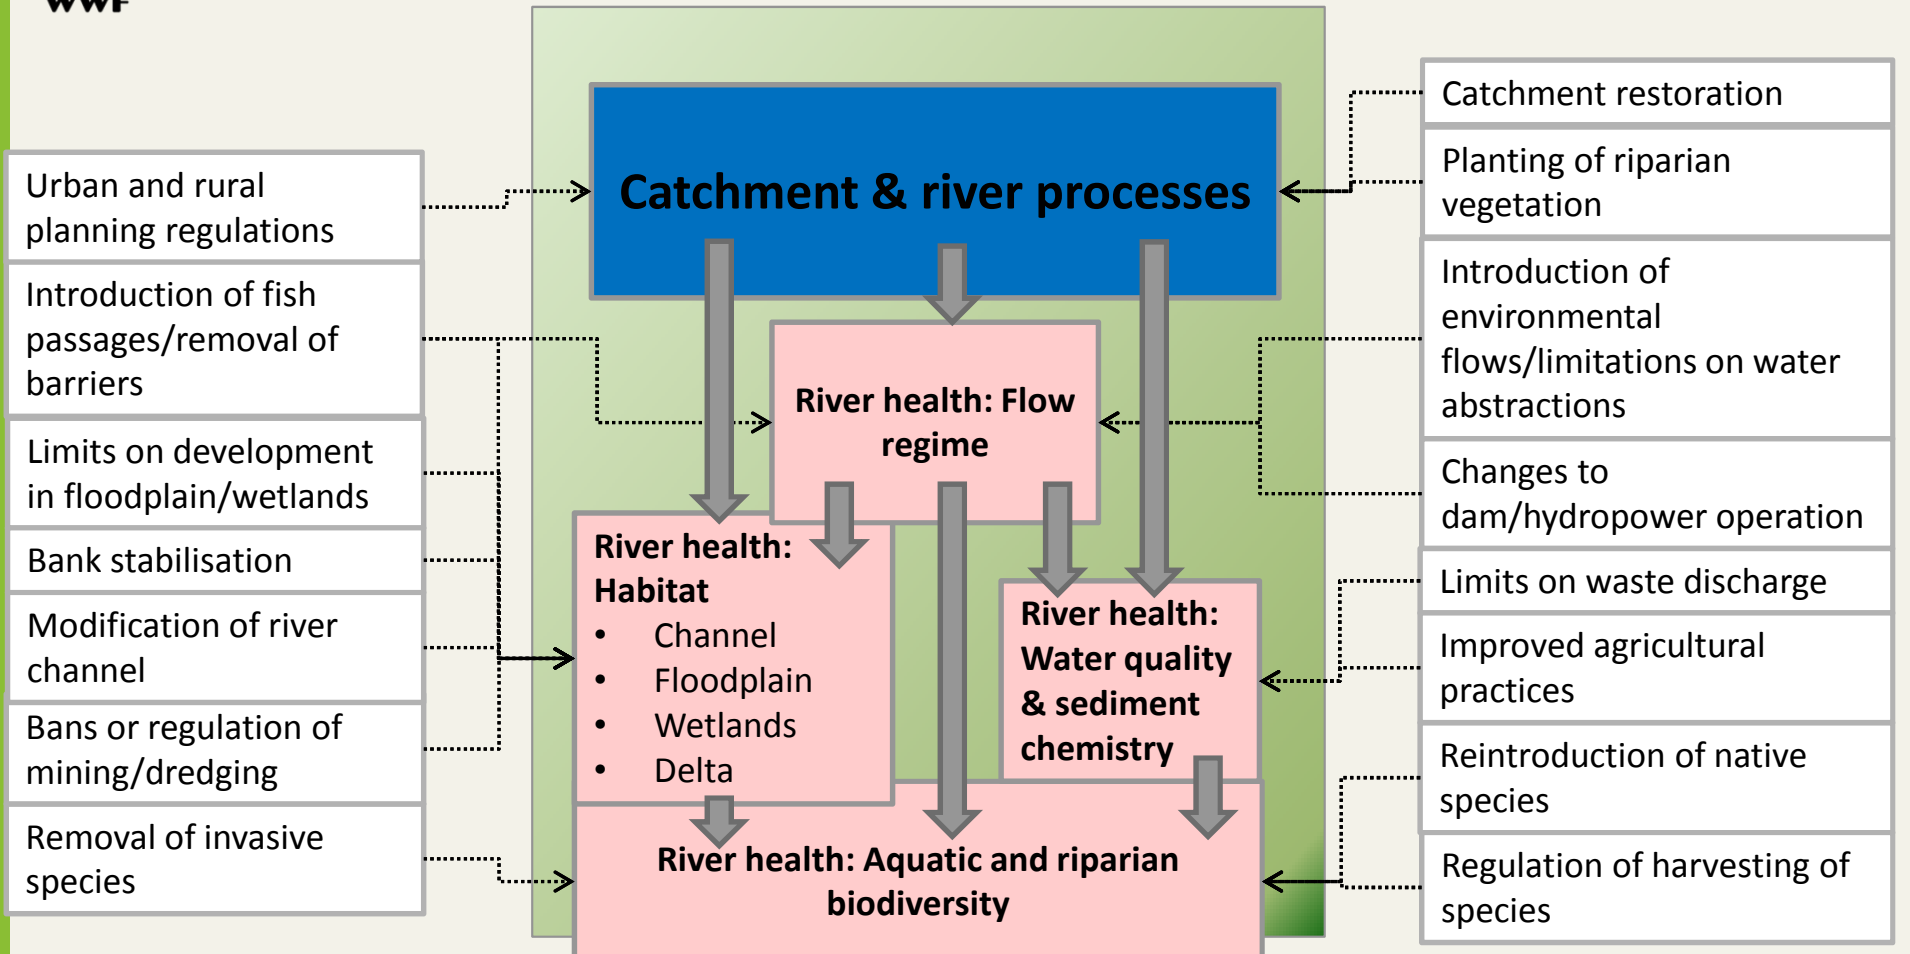 WWF
Urban and rural
planning regulations
Introduction of fish
passages/removal of
barriers
Limits on development
in floodplain/wetlands
Bank stabilisation
Modification of river
channel
Bans or regulation of
mining/dredging
Removal of invasive
species
Catchment & river processes
River health: Flow
regime
River health:
Habitat
• Channel
• Floodplain
• Wetlands
• Delta
River health:
Water quality
& sediment
chemistry
River health: Aquatic and riparian
biodiversity
Catchment restoration
Planting of riparian
vegetation
Introduction of
environmental
flows/limitations on water
abstractions
Changes to
dam/hydropower operation
Limits on waste discharge
Improved agricultural
practices
Reintroduction of native
species
Regulation of harvesting of
species